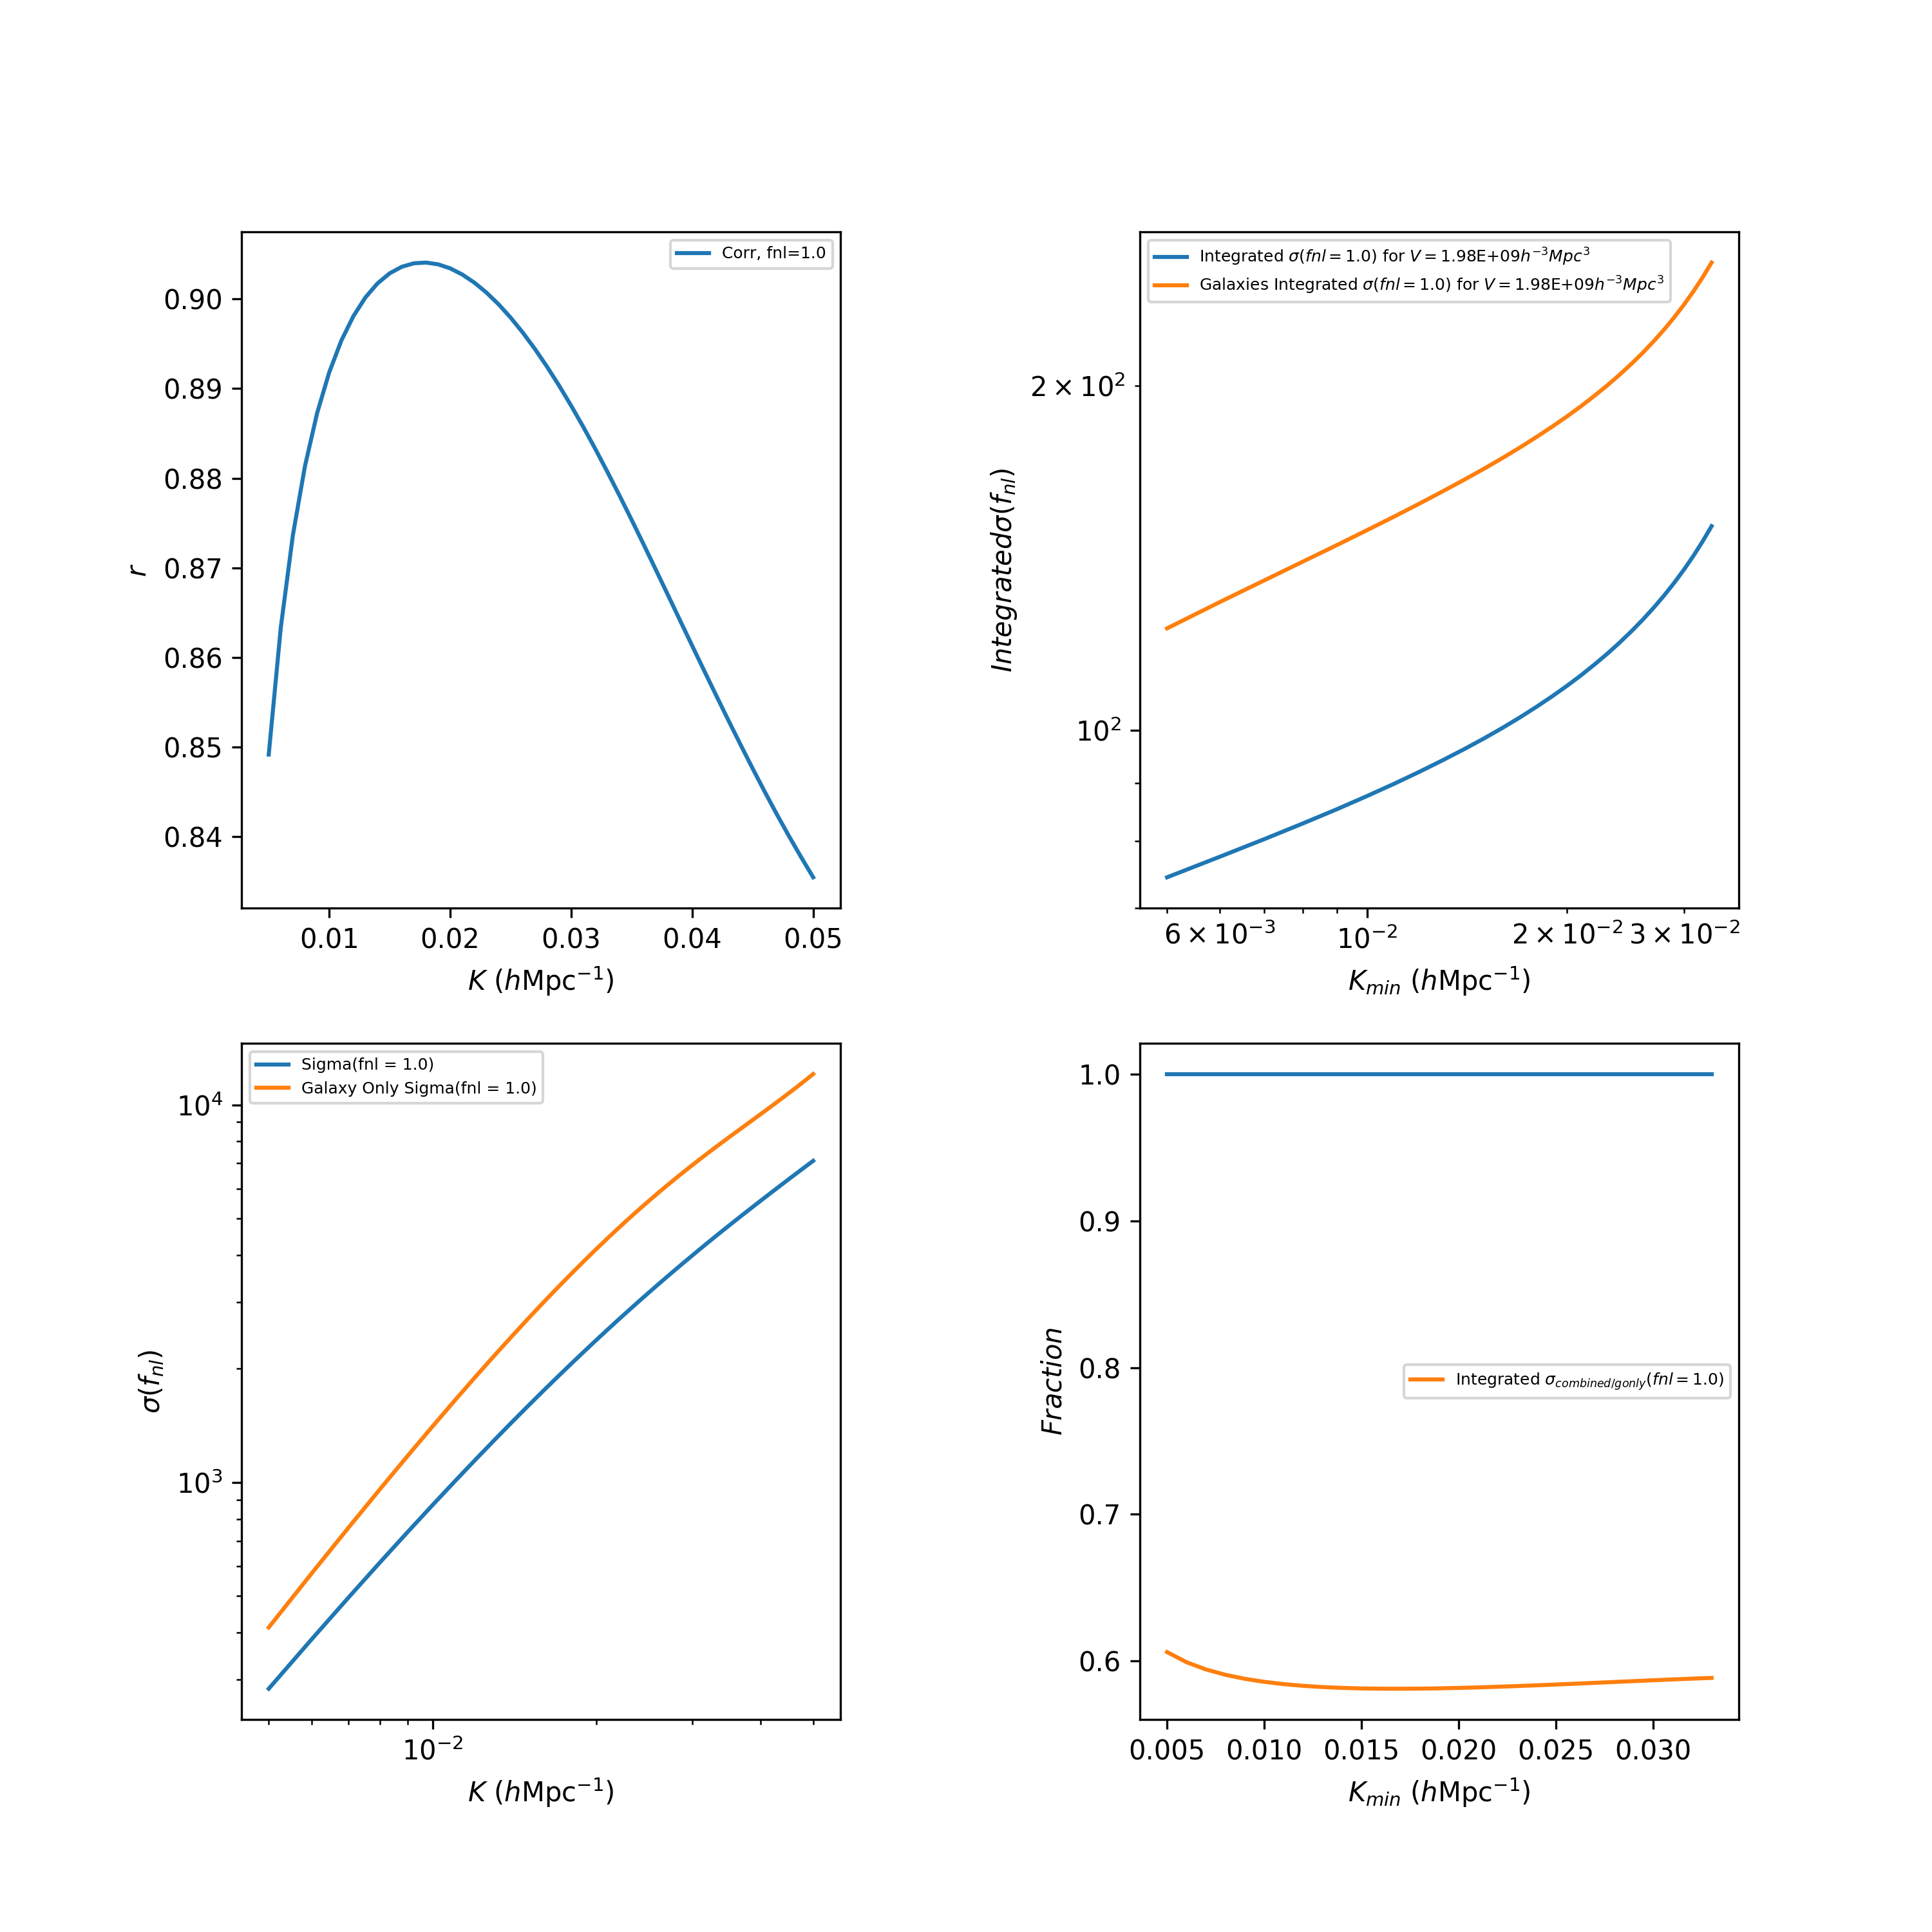 Corr, fnl=1.0
0.90
0.89
0.88
0.87
0.86
0.85
0.84
r
0.01 0.02 0.03 0.04 0.05
K (hMpc⁻¹)
Integrated σ(fnl = 1.0) for V = 1.98E+09h⁻³Mpc³
Galaxies Integrated σ(fnl = 1.0) for V = 1.98E+09h⁻³Mpc³
2 × 10²
10²
Integratedσ(fₙₗ)
6 × 10⁻³ 10⁻² 2 × 10⁻² 3 × 10⁻²
K_min (hMpc⁻¹)
Sigma(fnl = 1.0)
Galaxy Only Sigma(fnl = 1.0)
10⁴
10³
σ(fₙₗ)
10⁻²
K (hMpc⁻¹)
1.0
0.9
0.8
0.7
0.6
Fraction
Integrated σ_combined/gonly(fnl = 1.0)
0.005 0.010 0.015 0.020 0.025 0.030
K_min (hMpc⁻¹)